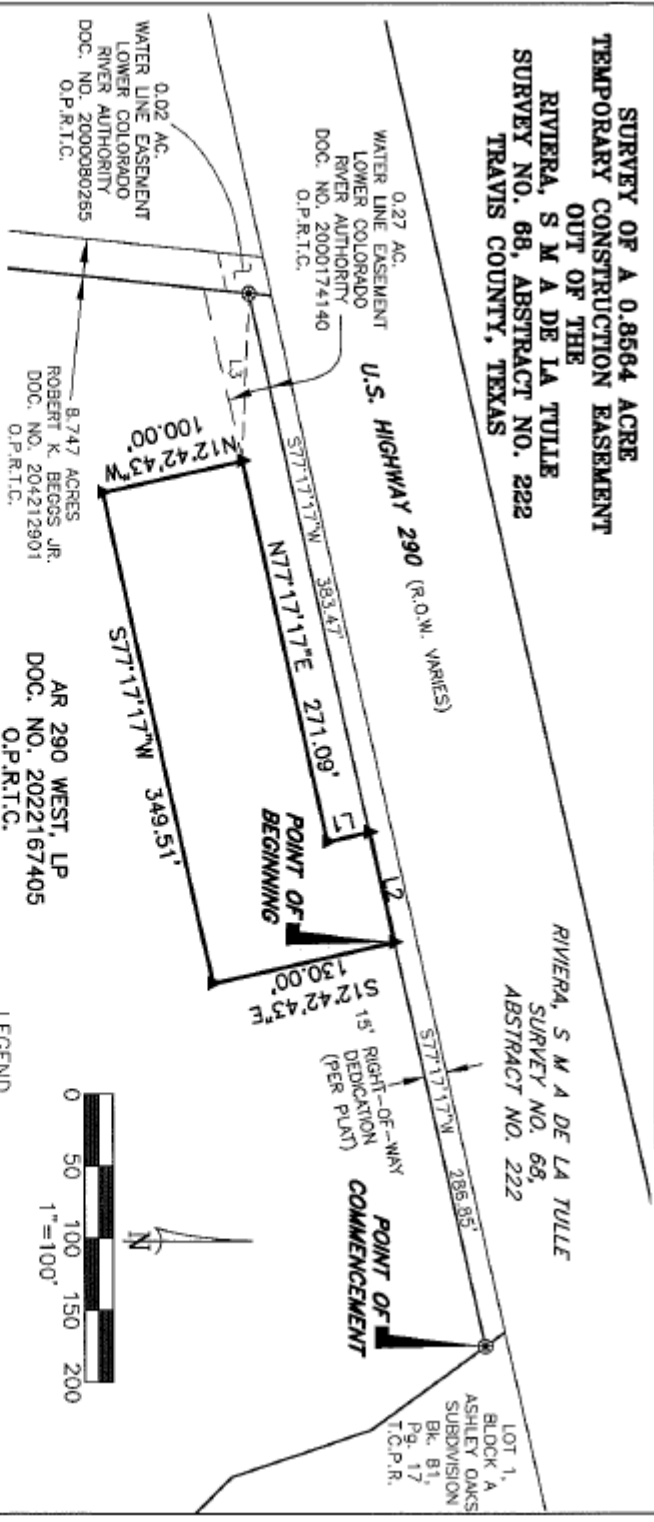 SURVEY OF A 0.8564 ACRE
TEMPORARY CONSTRUCTION EASEMENT
OUT OF THE
RIVIERA, S M A DE LA TULLE
SURVEY NO. 68, ABSTRACT NO. 222
TRAVIS COUNTY, TEXAS
RIVIERA, S M A DE LA TULLE
SURVEY NO. 68,
ABSTRACT NO. 222
U.S. HIGHWAY 290 (R.O.W. VARIES)
0.27 AC.
WATER LINE EASEMENT
LOWER COLORADO
RIVER AUTHORITY
DOC. NO. 2000174140
O.P.R.T.C.
0.02 AC.
WATER LINE EASEMENT
LOWER COLORADO
RIVER AUTHORITY
DOC. NO. 2000080265
O.P.R.T.C.
S77°17'17"W 383.47'
S77°17'17"W 286.85'
LOT 1,
BLOCK A
ASHLEY OAKS
SUBDIVISION
Bk. 81,
Pg. 17
T.C.P.R.
L3
L1
L2
N77°17'17"E 271.09'
N12°42'43"W
100.00'
S77°17'17"W 349.51'
S12°42'43"E
130.00'
POINT OF
BEGINNING
15' RIGHT-OF-WAY
DEDICATION
(PER PLAT)
POINT OF
COMMENCEMENT
8.747 ACRES
ROBERT K. BEGGS JR.
DOC. NO. 204212901
O.P.R.T.C.
AR 290 WEST, LP
DOC. NO. 2022167405
O.P.R.T.C.
N
0 50 100 150 200
1"=100'
LEGEND